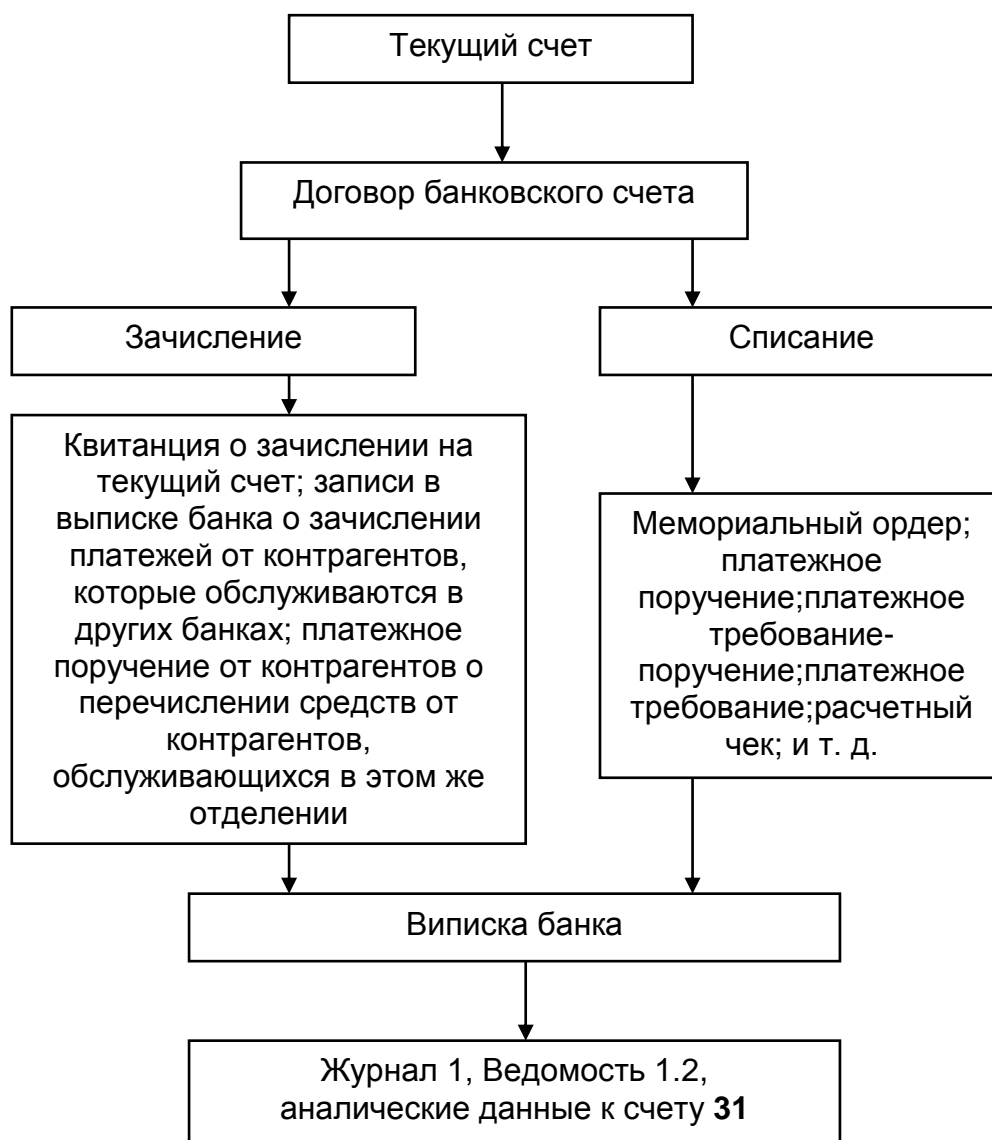 Текущий счет
Договор банковского счета
Зачисление
Списание
Квитанция о зачислении на
текущий счет; записи в
выписке банка о зачислении
платежей от контрагентов,
которые обслуживаются в
других банках; платежное
поручение от контрагентов о
перечислении средств от
контрагентов,
обслуживающихся в этом же
отделении
Мемориальный ордер;
платежное
поручение;платежное
требование-
поручение;платежное
требование;расчетный
чек; и т. д.
Виписка банка
Журнал 1, Ведомость 1.2,
аналические данные к счету 31